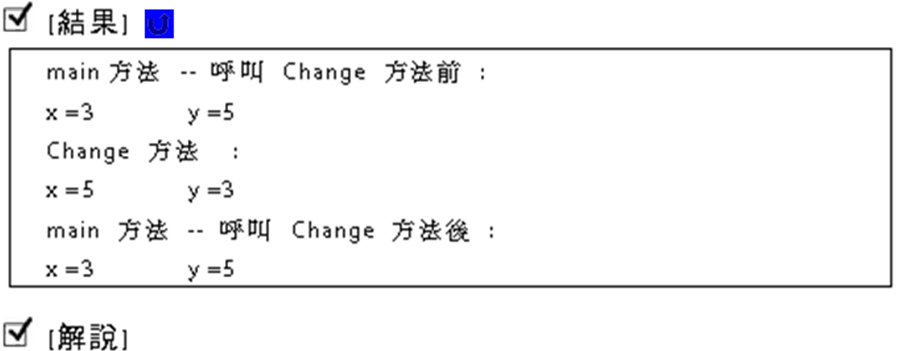 [結果]
main 方法 -- 呼叫 Change 方法前 :
x =3 y =5
Change 方法 :
x =5 y =3
main 方法 -- 呼叫 Change 方法後 :
x =3 y =5
[解說]